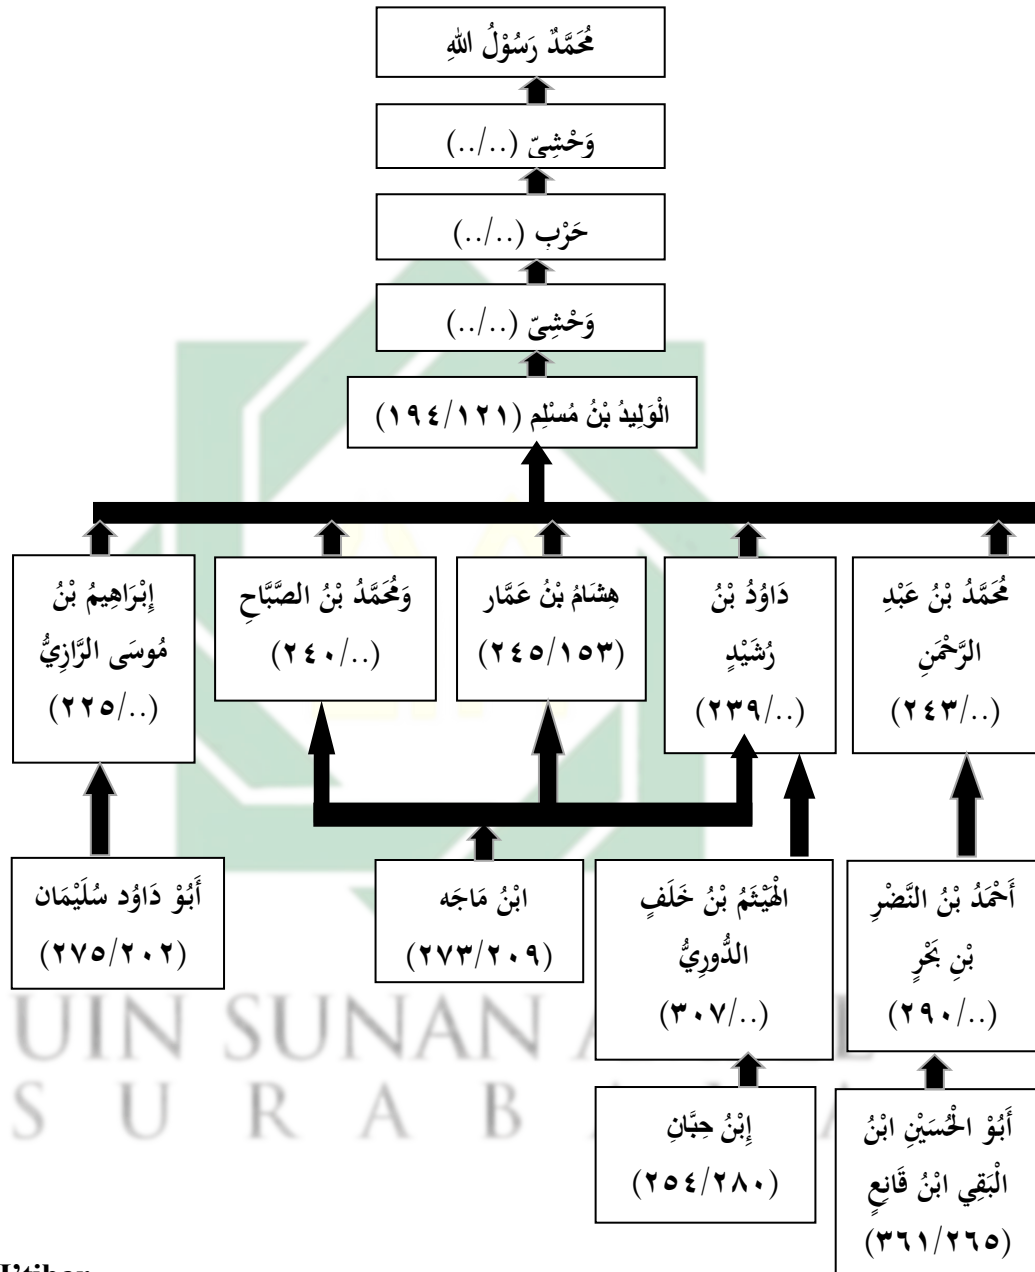 مُحَمَّدٌ رَسُوْلُ اللهِ
وَحْشِيّ (../..)
حَرْبِ (../..)
وَحْشِيّ (../..)
الْوَلِيدُ بْنُ مُسْلِمِ (١٩٤/١٢١)
مُحَمَّدُ بْنُ عَبْدِ
الرَّحْمَنِ
(٢٤٣/..)
دَاوُدُ بْنُ
رُشَيْدٍ
(٢٣٩/..)
هِشَامُ بْنُ عَمَّار
(٢٤٥/١٥٣)
وَمُحَمَّدُ بْنُ الصَّبَّاحِ
(٢٤٠/..)
إِبْرَاهِيمُ بْنُ
مُوسَى الرَّازِيُّ
(٢٢٥/..)
أَحْمَدُ بْنُ النَّضْرِ
بْنِ بَحْرٍ
(٢٩٠/..)
الْهَيْثَمُ بْنُ خَلَفٍ
الدُّورِيُّ
(٣٠٧/..)
ابْنُ مَاجَه
(٢٧٣/٢٠٩)
أَبُوْ دَاوُد سُلَيْمَان
(٢٧٥/٢٠٢)
أَبُوْ الْحُسَيْنِ ابْنُ
الْبَقِي ابْنُ قَانِعٍ
(٣٦١/٢٦٥)
إِبْنُ حِبَّانِ
(٢٥٤/٢٨٠)
UIN SUNAN
S U R A B